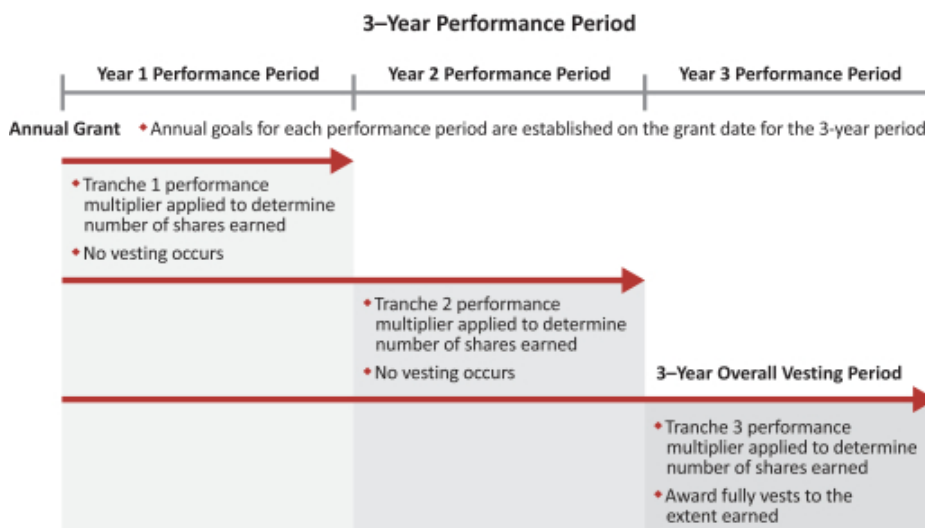 3–Year Performance Period
Year 1 Performance Period
Year 2 Performance Period
Year 3 Performance Period
Annual Grant
◆ Annual goals for each performance period are established on the grant date for the 3-year period
◆ Tranche 1 performance
multiplier applied to determine
number of shares earned
◆ No vesting occurs
◆ Tranche 2 performance
multiplier applied to determine
number of shares earned
◆ No vesting occurs
3–Year Overall Vesting Period
◆ Tranche 3 performance
multiplier applied to determine
number of shares earned
◆ Award fully vests to the
extent earned